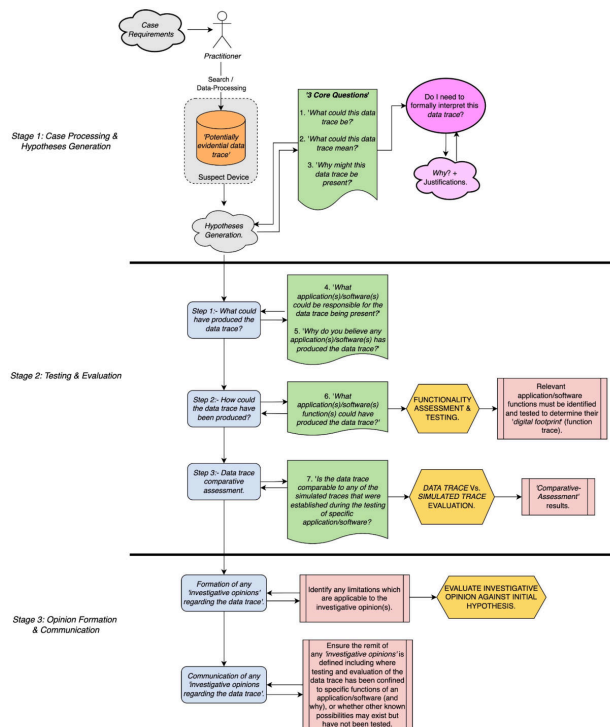 Case
Requirements
Practitioner
Search /
Data-Processing
'Potentially
evidential data
trace'
Suspect Device
Hypotheses
Generation.
'3 Core Questions'
1. 'What could this data
trace be?
2. 'What could this data
trace mean?
3. 'Why might this
data trace be
present?'
Do I need to
formally interpret this
data trace?
Why? +
Justifications.
Stage 1: Case Processing &
Hypotheses Generation
Step 1:- What could
have produced the
data trace?
4. 'What
application(s)/software(s)
could be responsible for
the data trace being
present?'
5. 'Why do you believe any
application(s)/software(s) has
produced the data trace?'
Stage 2: Testing & Evaluation
Step 2:- How could
the data trace have
been produced?
6. 'What
application(s)/software(s)
function(s) could have
produced the data trace?'
FUNCTIONALITY
ASSESSMENT &
TESTING.
Relevant
application/software
functions must be identified
and tested to determine their
'digital footprint' (function
trace).
Step 3:- Data trace
comparative
assessment.
7. 'Is the data trace
comparable to any of the
simulated traces that were
established during the testing
of specific
application/software?
DATA TRACE Vs.
SIMULATED TRACE
EVALUATION.
'Comparative-
Assessment'
results.
Stage 3: Opinion Formation
& Communication
Formation of any
'investigative opinions'
regarding the data trace'.
Identify any limitations which
are applicable to the
investigative opinion(s).
EVALUATE INVESTIGATIVE
OPINION AGAINST INITIAL
HYPOTHESIS.
Communication of any
'investigative opinions
regarding the data trace'.
Ensure the remit of
any 'investigative opinions' is
defined including where
testing and evaluation of the
data trace has been confined
to specific functions of an
application/software (and
why), or whether other known
possibilities may exist but
have not been tested.